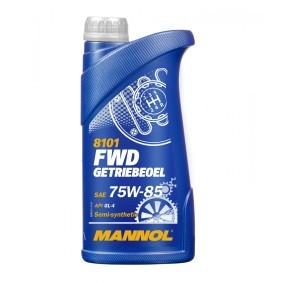 8101
FWD
GETRIEBEOEL
SAE 75W-85
API GL-4
Semi-synthetic
MANNOL